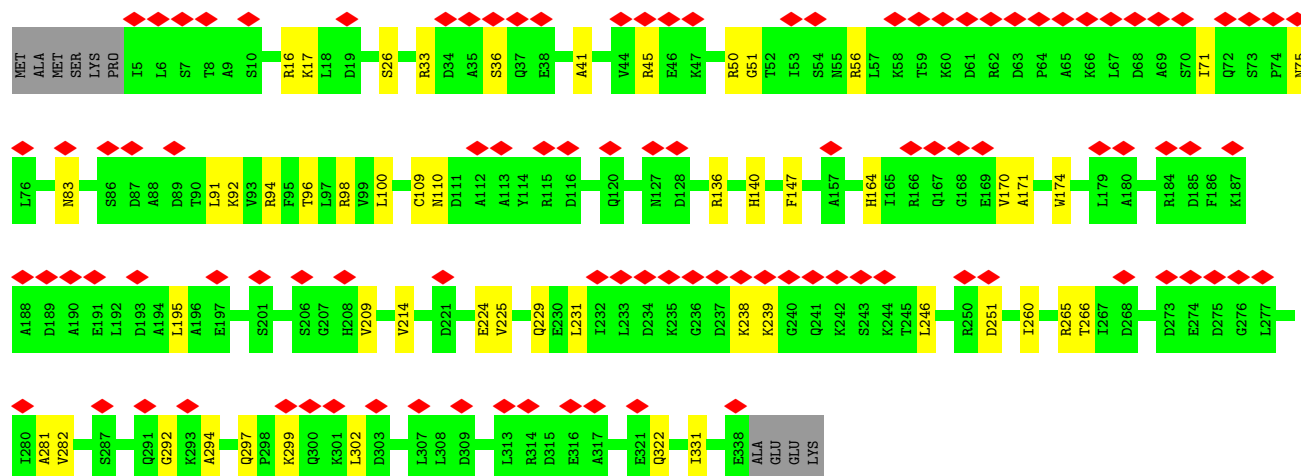 MET ALA MET SER LYS PRO I5 L6 S7 T8 A9 S10 R16 K17 L18 D19 S26 R33 D34 A35 S36 Q37 E38 A41 V44 R45 E46 K47 R50 G51 T52 I53 S54 N55 R56 L57 K58 T59 K60 D61 R62 D63 P64 A65 K66 L67 D68 A69 S70 I71 Q72 S73 P74 N75
L76 N83 S86 D87 A88 D89 T90 L91 K92 V93 R94 F95 T96 L97 R98 V99 L100 C109 N110 D111 A112 A113 Y114 R115 D116 Q120 N127 D128 R136 H140 F147 A157 H164 I165 R166 Q167 G168 E169 V170 A171 W174 L179 A180 R184 D185 F186 K187
A188 D189 A190 E191 L192 D193 A194 L195 A196 E197 S201 S206 G207 H208 V209 V214 D221 E224 V225 Q229 E230 L231 I232 L233 D234 K235 G236 D237 K238 K239 G240 Q241 K242 S243 K244 T245 L246 R250 D251 I260 R265 T266 I267 D268 D273 E274 D275 G276 L277
I280 A281 V282 S287 Q291 G292 K293 A294 Q297 P298 K299 Q300 K301 L302 D303 L307 L308 D309 L313 R314 D315 E316 A317 E321 Q322 I331 E338 ALA GLU GLU LYS